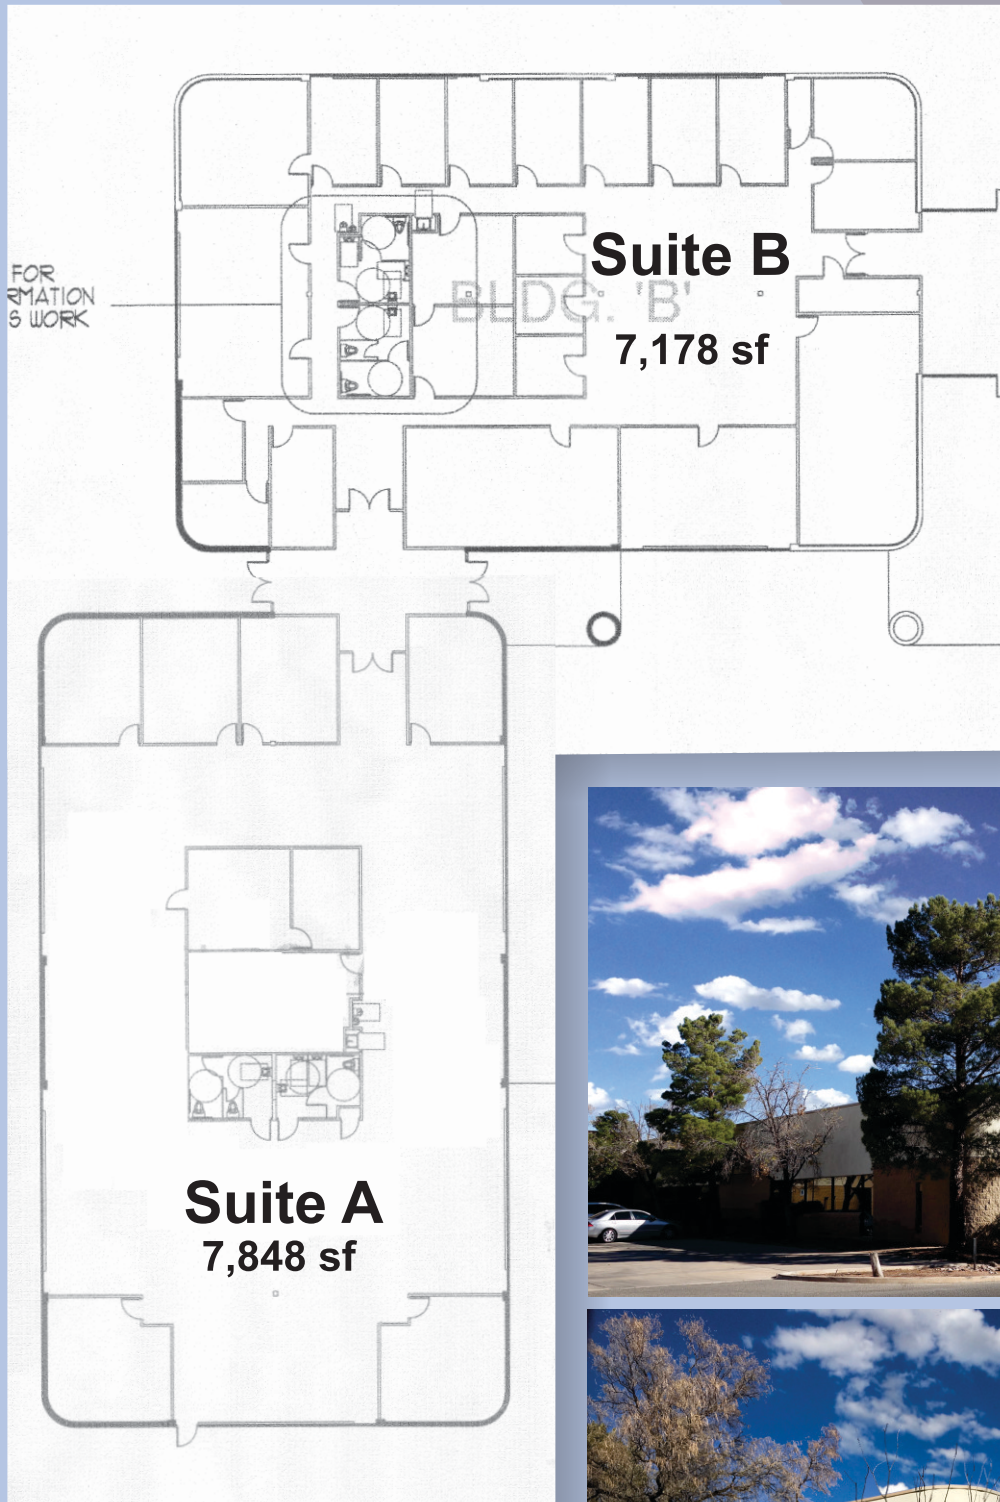 FOR
RMATION
S WORK
Suite B
BLDG. 'B'
7,178 sf
Suite A
7,848 sf